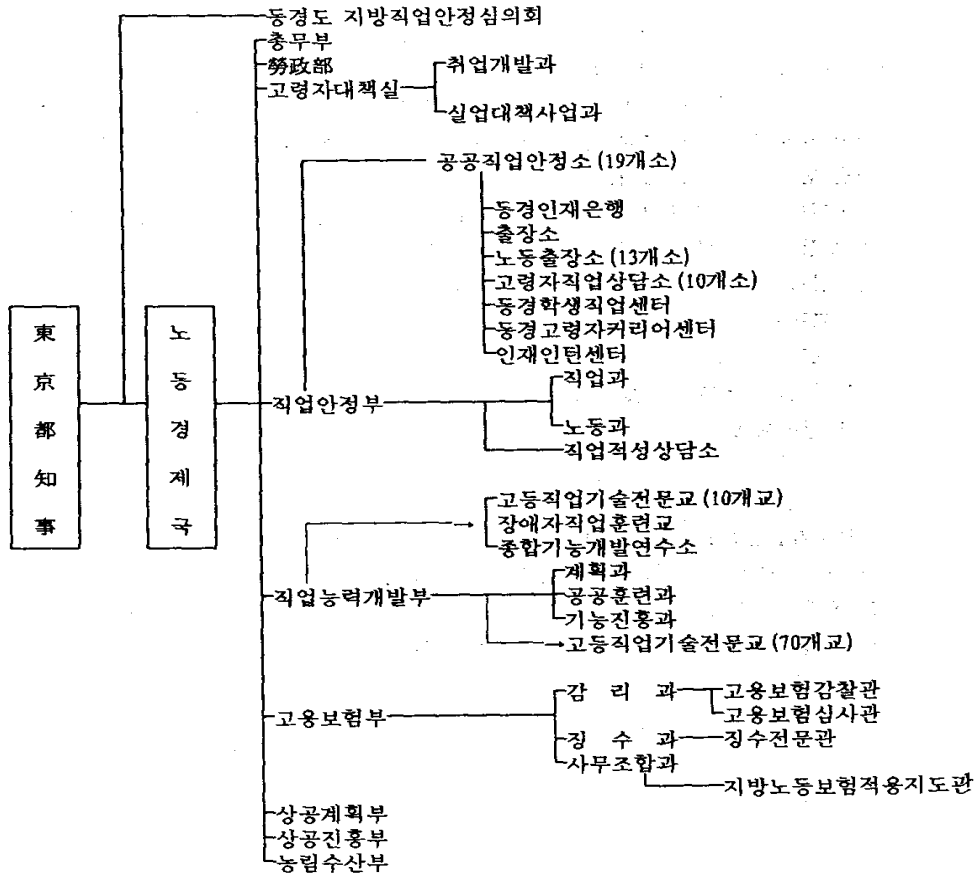 동경도 지방직업안정심의회
총무부
勞政部
고령자대책실
취업개발과
실업대책사업과
공공직업안정소 (19개소)
동경인재은행
출장소
노동출장소 (13개소)
고령자직업상담소 (10개소)
동경학생직업센터
동경고령자커리어센터
인재인턴센터
東京都知事
노동경제국
직업안정부
직업과
노동과
직업적성상담소
고등직업기술전문교 (10개교)
장애자직업훈련교
종합기능개발연수소
직업능력개발부
계획과
공공훈련과
기능진흥과
고등직업기술전문교 (70개교)
고용보험부
감 리 과
고용보험감찰관
고용보험심사관
징 수 과
징수전문관
사무조합과
지방노동보험적용지도관
상공계획부
상공진흥부
농림수산부